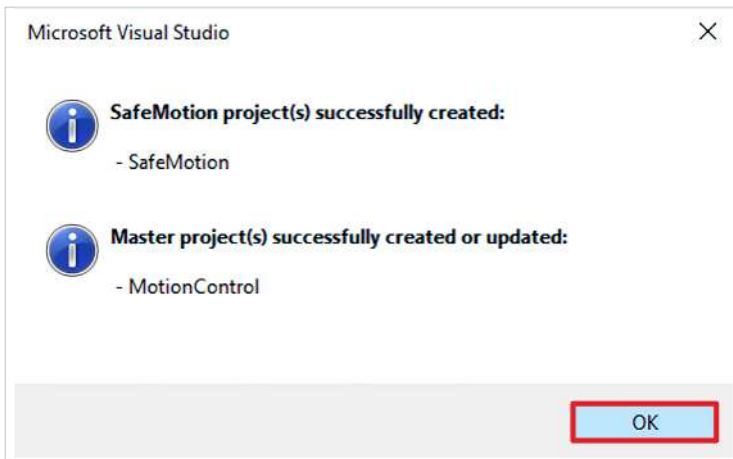 Microsoft Visual Studio
SafeMotion project(s) successfully created:
- SafeMotion
Master project(s) successfully created or updated:
- MotionControl
OK